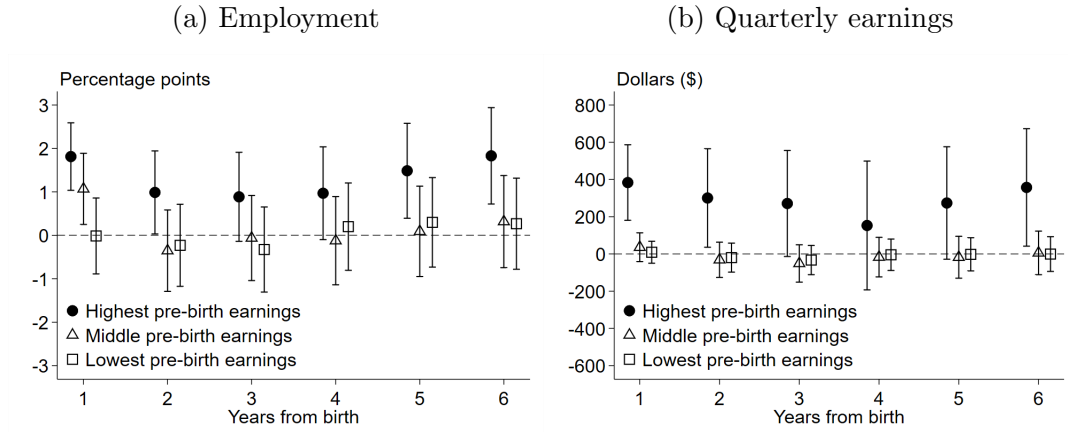 (a) Employment
Percentage points
3
2
1
0
-1
-2
-3
Highest pre-birth earnings
Middle pre-birth earnings
Lowest pre-birth earnings
1 2 3 4 5 6
Years from birth
(b) Quarterly earnings
Dollars ($)
800
600
400
200
0
-200
-400
-600
Highest pre-birth earnings
Middle pre-birth earnings
Lowest pre-birth earnings
1 2 3 4 5 6
Years from birth